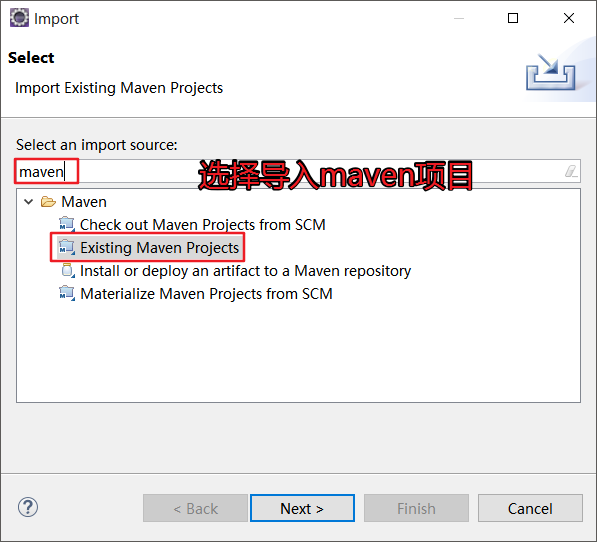 Import
Select
Import Existing Maven Projects
Select an import source:
maven
选择导入maven项目
Maven
Check out Maven Projects from SCM
Existing Maven Projects
Install or deploy an artifact to a Maven repository
Materialize Maven Projects from SCM
< Back
Next >
Finish
Cancel